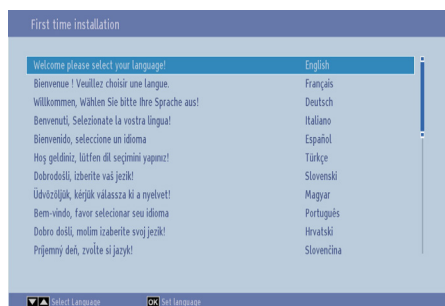 First time installation
Welcome please select your language! English
Bienvenue ! Veuillez choisir une langue. Français
Willkommen, Wählen Sie bitte Ihre Sprache aus! Deutsch
Benvenuti, Selezionate la vostra lingua! Italiano
Bienvenido, seleccione un idioma Español
Hoş geldiniz, lütfen dil seçimini yapınız! Türkçe
Dobrodošli, izberite vaš jezik! Slovenski
Üdvözöljük, kérjük válassza ki a nyelvet! Magyar
Bem-vindo, favor selecionar seu idioma Português
Dobro došli, molim izaberite svoj jezik! Hrvatski
Príjemný deň, zvoľte si jazyk! Slovenčina
Select Language OK Set language